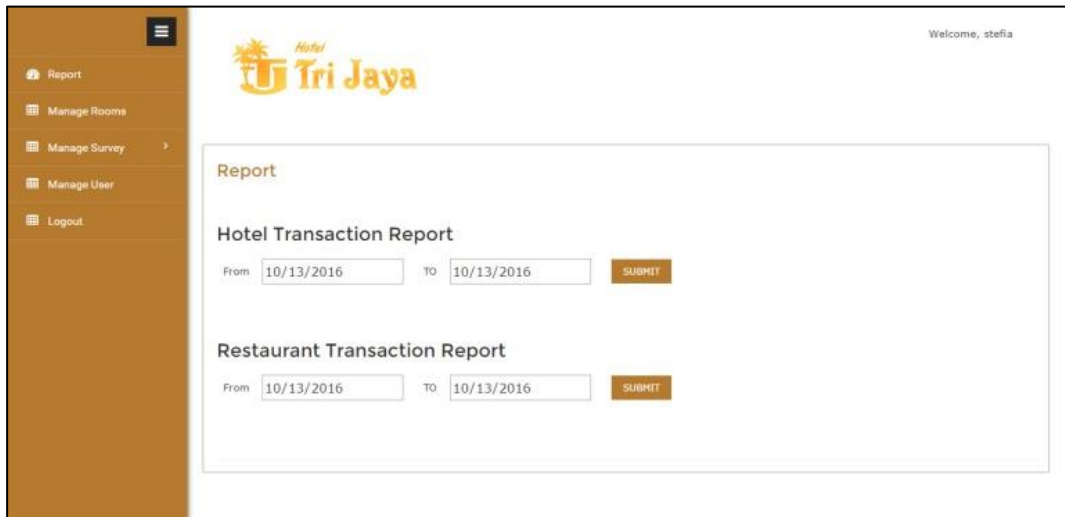 Welcome, stefia
Hotel
Tri Jaya
Report
Manage Rooms
Manage Survey
Manage User
Logout
Report
Hotel Transaction Report
From 10/13/2016 TO 10/13/2016 SUBMIT
Restaurant Transaction Report
From 10/13/2016 TO 10/13/2016 SUBMIT